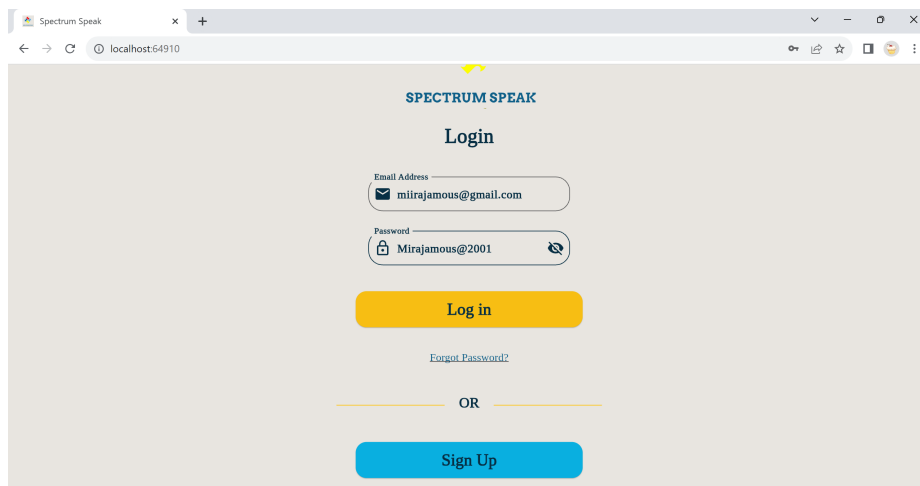 Spectrum Speak
localhost:64910
SPECTRUM SPEAK
Login
Email Address
miirajamous@gmail.com
Password
Mirajamous@2001
Log in
Forgot Password?
OR
Sign Up